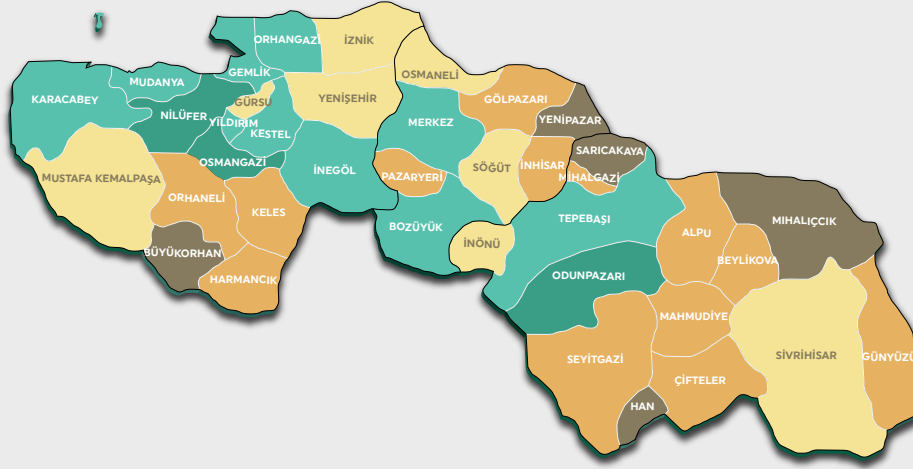 ORHANGAZİ
İZNİK
GEMLİK
OSMANELİ
MUDANYA
KARACABEY
YENİŞEHİR
GÜRSU
GÖLPAZARI
NİLÜFER
YILDIRIM
MERKEZ
YENİPAZAR
KESTEL
SARICAKAYA
OSMANGAZİ
İNEGÖL
SÖĞÜT
İNHİSAR
MUSTAFA KEMALPAŞA
PAZARYERİ
MİHALGAZİ
ORHANELİ
KELES
BOZÜYÜK
TEPEBAŞI
MIHALIÇCIK
ALPU
İNÖNÜ
BÜYÜKORHAN
BEYLİKOVA
HARMANCIK
ODUNPAZARI
MAHMUDİYE
SEYİTGAZİ
SİVRİHİSAR
GÜNYÜZÜ
ÇİFTELER
HAN